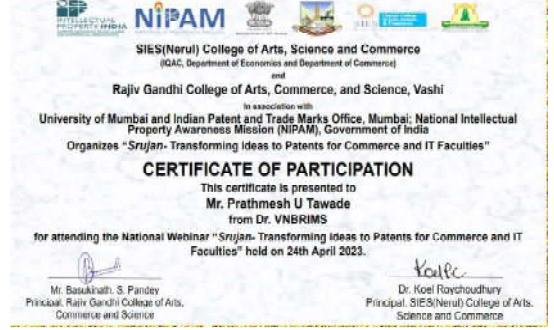 INTELLECTUAL
PROPERTY INDIA
NiPAM
SIES(Nerul) College of Arts, Science and Commerce
(IQAC, Department of Economics and Department of Commerce)
and
Rajiv Gandhi College of Arts, Commerce, and Science, Vashi
In association with
University of Mumbai and Indian Patent and Trade Marks Office, Mumbai; National Intellectual
Property Awareness Mission (NIPAM), Government of India
Organizes "Srujan- Transforming Ideas to Patents for Commerce and IT Faculties"
CERTIFICATE OF PARTICIPATION
This certificate is presented to
Mr. Prathmesh U Tawade
from Dr. VNBRIMS
for attending the National Webinar "Srujan- Transforming Ideas to Patents for Commerce and IT
Faculties" held on 24th April 2023.
Mr. Basukinath. S. Pandey
Principal, Rajiv Gandhi College of Arts,
Commerce and Science
Dr. Koel Roychoudhury
Principal, SIES(Nerul) College of Arts,
Science and Commerce